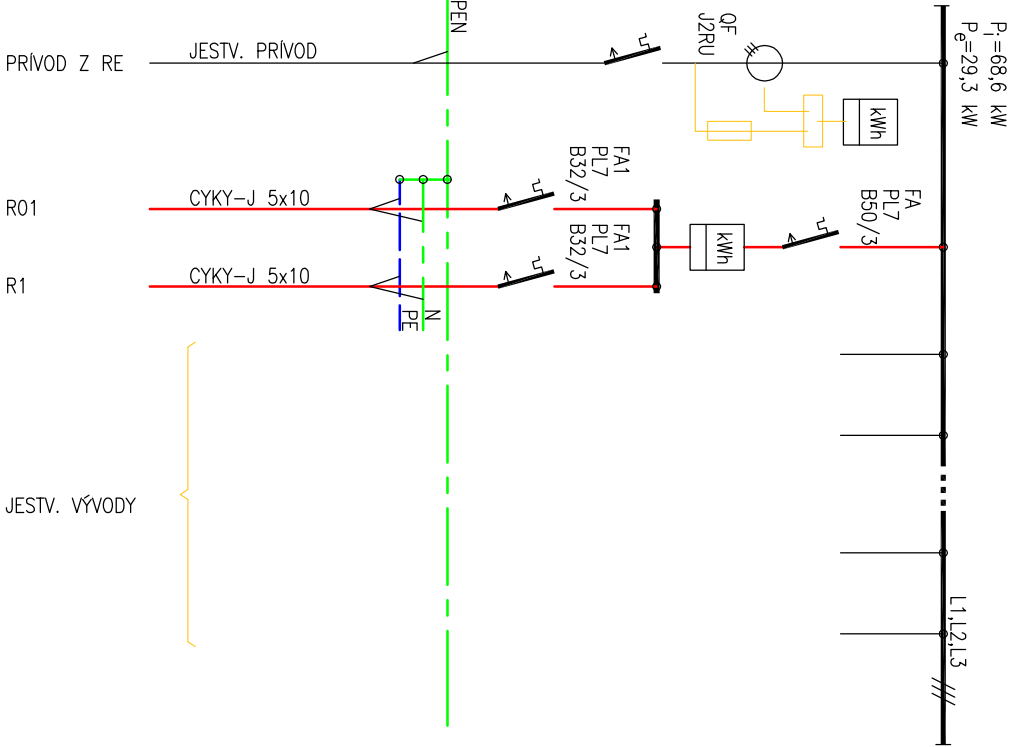 PEN
QF
J2RU
Pᵢ=68,6 kW
Pₑ=29,3 kW
PRÍVOD Z RE
JESTV. PRÍVOD
kWh
FA1
PL7
B32/3
FA
PL7
B50/3
R01
CYKY-J 5x10
FA1
PL7
B32/3
kWh
R1
CYKY-J 5x10
N
PE
JESTV. VÝVODY
L1,L2,L3